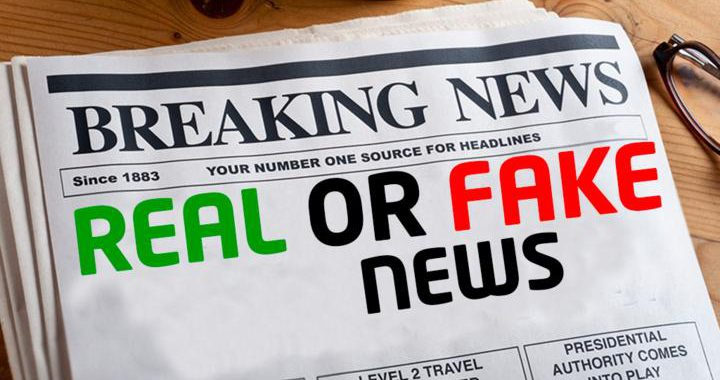 BREAKING NEWS
Since 1883 YOUR NUMBER ONE SOURCE FOR HEADLINES
REAL OR FAKE
NEWS
LEVEL 2 TRAVEL
PRESIDENTIAL
AUTHORITY COMES
INTO PLAY